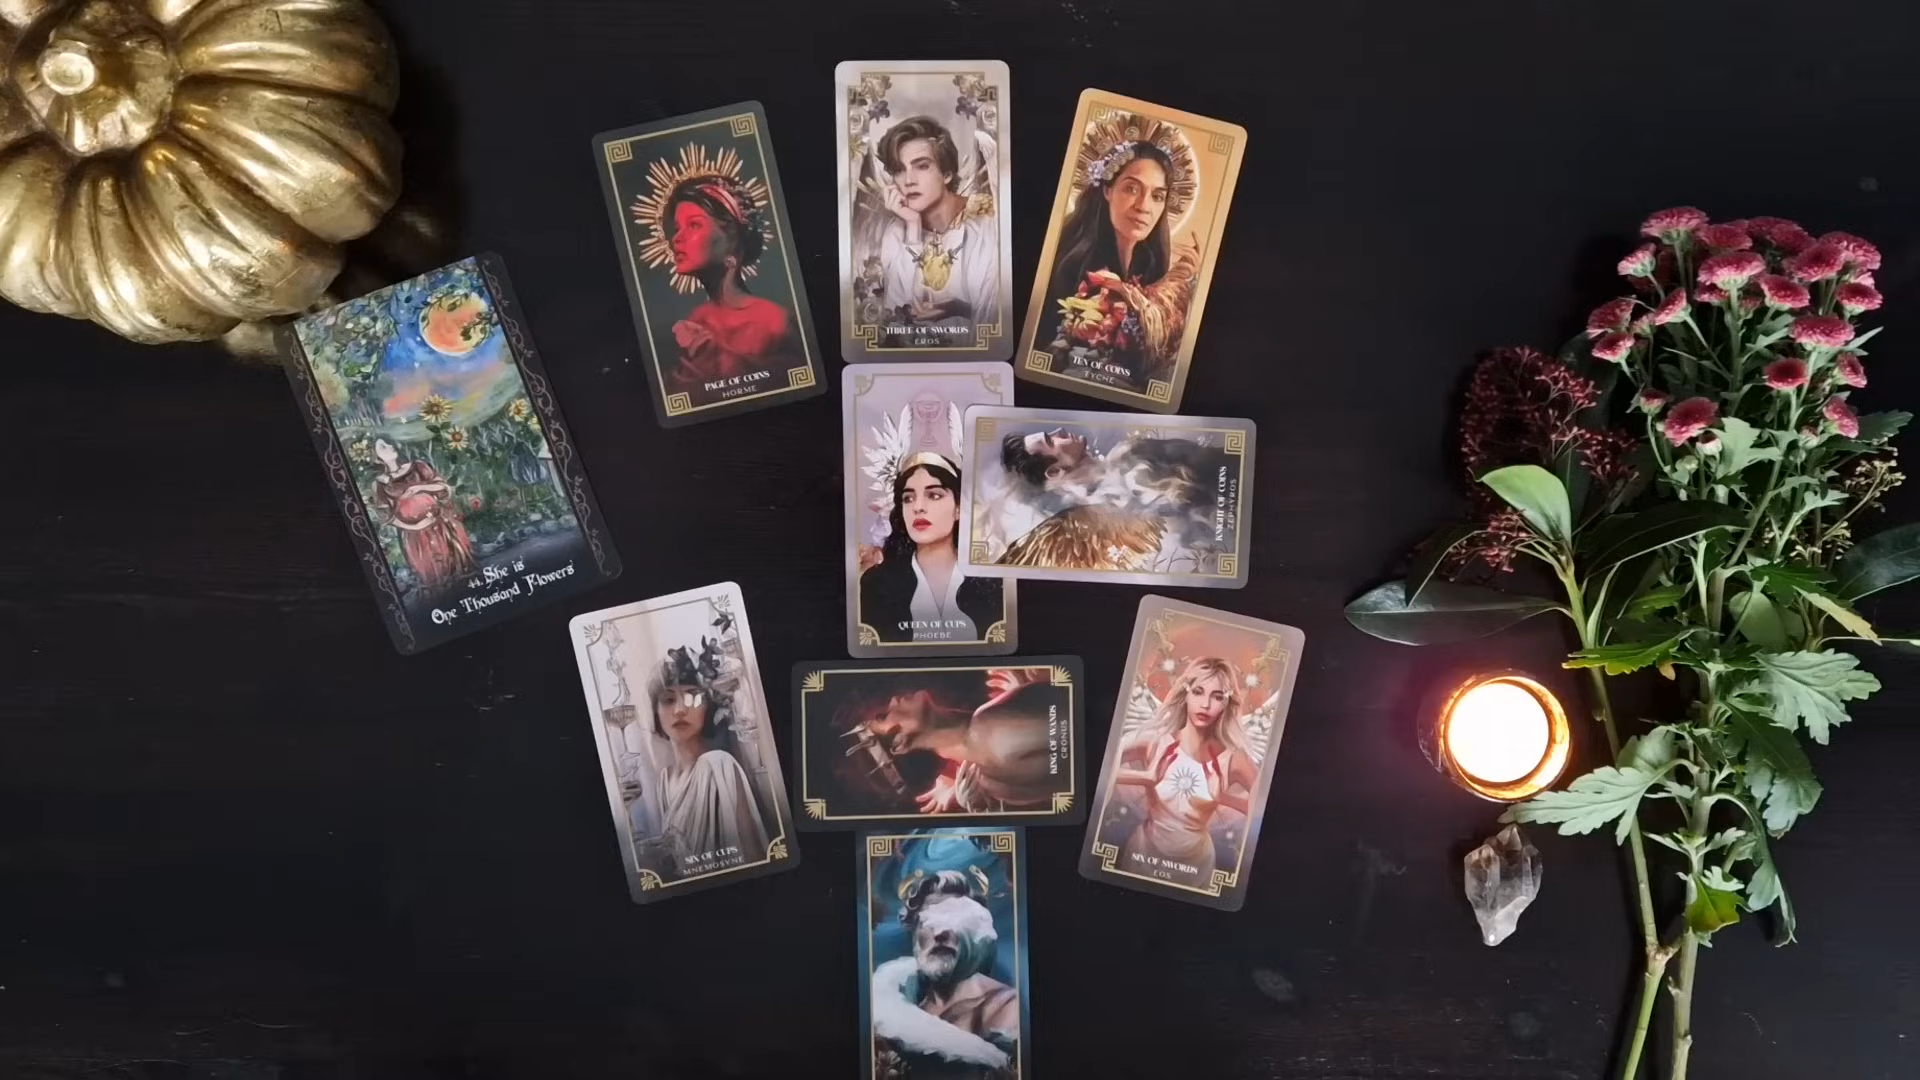 THREE OF SWORDS
EROS
PAGE OF COINS
HORME
TEN OF COINS
TYCHE
KNIGHT OF COINS
ZEPHYROS
44. She is
One Thousand Flowers
QUEEN OF CUPS
PHOEBE
SIX OF CUPS
MNEMOSYNE
KING OF WANDS
CRONUS
SIX OF SWORDS
EOS